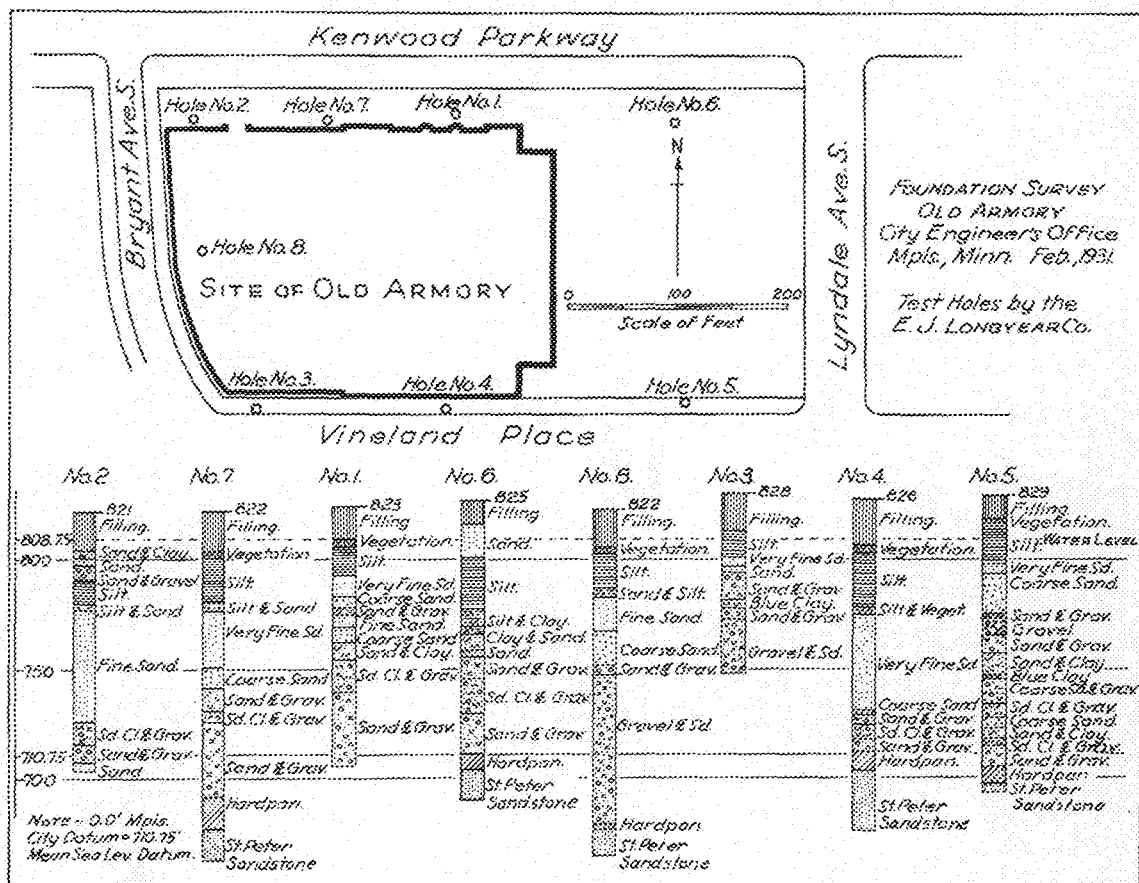 Kenwood Parkway
Bryant Ave. S.
Hole No. 2.
Hole No. 7.
Hole No. 1.
Hole No. 6.
N
Hole No. 8.
SITE OF OLD ARMORY
0 100 200
Scale of Feet
Hole No. 3.
Hole No. 4.
Hole No. 5.
Vineland Place
Lyndale Ave. S.
FOUNDATION SURVEY
OLD ARMORY
City Engineer's Office
Mpls., Minn. Feb., 1931.
Test Holes by the
E. J. LONGYEAR CO.
808.75
800
750
710.75
700
No. 2
821
Filling.
Sand & Clay.
Sand
Sand & Gravel
Silt.
Silt & Sand
Fine Sand.
Sd. Cl. & Grav.
Sand & Grav.
Sand
No. 7.
822
Filling.
Vegetation.
Silt.
Silt & Sand
Very Fine Sd.
Coarse Sand
Sand & Grav.
Sd. Cl. & Grav.
Sand & Grav.
Hardpan.
St. Peter
Sandstone
No. 1.
823
Filling.
Vegetation.
Silt.
Very Fine Sd.
Coarse Sand
Sand & Grav.
Fine Sand.
Coarse Sand
Sand & Clay.
Sd. Cl. & Grav.
Sand & Grav.
No. 6
825
Filling.
Sand.
Silt.
Silt & Clay.
Clay & Sand.
Sand
Sand & Grav.
Sd. Cl. & Grav.
Sand & Grav.
Hardpan.
St. Peter
Sandstone
No. 8.
822
Filling.
Vegetation.
Silt.
Sand & Silt.
Fine Sand.
Coarse Sand
Sand & Grav.
Gravel & Sd.
Hardpan.
St. Peter
Sandstone
No. 3.
828
Filling.
Silt.
Very Fine Sd.
Sand.
Sand & Grav.
Blue Clay.
Sand & Grav.
Gravel & Sd.
No. 4.
826
Filling.
Vegetation.
Silt.
Silt & Veget.
Very Fine Sd.
Coarse Sand
Sand & Grav.
Sd. Cl. & Grav.
Sand & Grav.
Hardpan.
St. Peter
Sandstone
No. 5.
829
Filling.
Vegetation.
Silt.
WATER LEVEL
Very Fine Sd.
Coarse Sand.
Sand & Grav.
Gravel
Sand & Grav.
Sand & Clay.
Blue Clay
Coarse Sd. & Grav.
Sd. Cl. & Grav.
Coarse Sand.
Sand & Clay.
Sd. Cl. & Grav.
Sand & Grav.
Hardpan
St. Peter
Sandstone
NOTE - 0.0' Mpls.
City Datum = 710.75'
Mean Sea Lev. Datum.